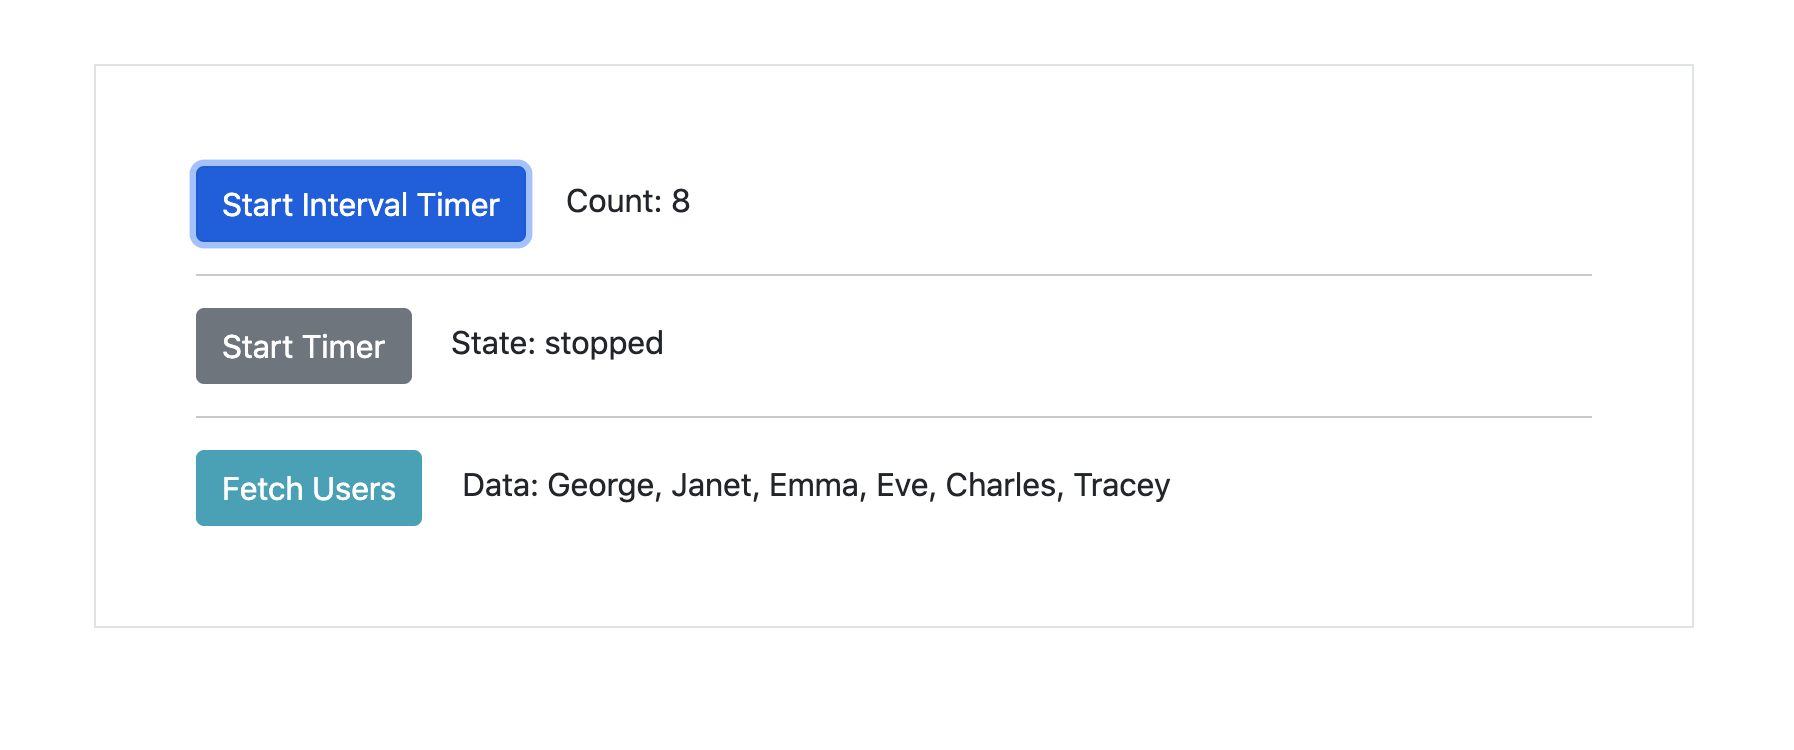 Start Interval Timer Count: 8
Start Timer State: stopped
Fetch Users Data: George, Janet, Emma, Eve, Charles, Tracey